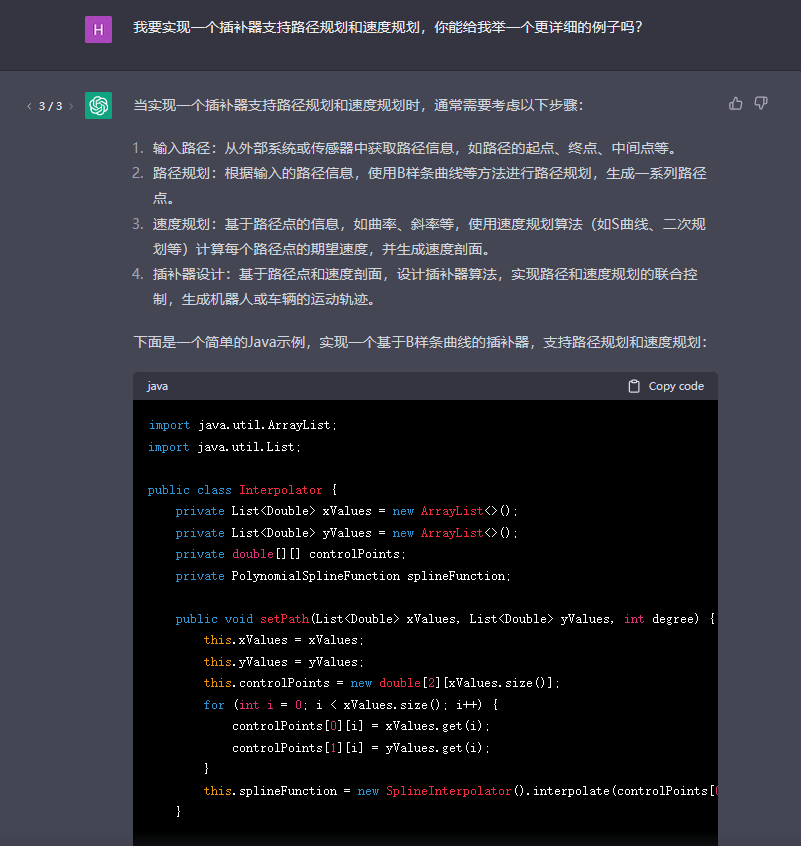 H
我要实现一个插补器支持路径规划和速度规划，你能给我举一个更详细的例子吗？
< 3 / 3 >
当实现一个插补器支持路径规划和速度规划时，通常需要考虑以下步骤：
1. 输入路径：从外部系统或传感器中获取路径信息，如路径的起点、终点、中间点等。
2. 路径规划：根据输入的路径信息，使用B样条曲线等方法进行路径规划，生成一系列路径
点。
3. 速度规划：基于路径点的信息，如曲率、斜率等，使用速度规划算法（如S曲线、二次规
划等）计算每个路径点的期望速度，并生成速度剖面。
4. 插补器设计：基于路径点和速度剖面，设计插补器算法，实现路径和速度规划的联合控
制，生成机器人或车辆的运动轨迹。
下面是一个简单的Java示例，实现一个基于B样条曲线的插补器，支持路径规划和速度规划：
java
Copy code
import java.util.ArrayList;
import java.util.List;
public class Interpolator {
private List<Double> xValues = new ArrayList<>();
private List<Double> yValues = new ArrayList<>();
private double[][] controlPoints;
private PolynomialSplineFunction splineFunction;
public void setPath(List<Double> xValues, List<Double> yValues, int degree) {
this.xValues = xValues;
this.yValues = yValues;
this.controlPoints = new double[2][xValues.size()];
for (int i = 0; i < xValues.size(); i++) {
controlPoints[0][i] = xValues.get(i);
controlPoints[1][i] = yValues.get(i);
}
this.splineFunction = new SplineInterpolator().interpolate(controlPoints[
}